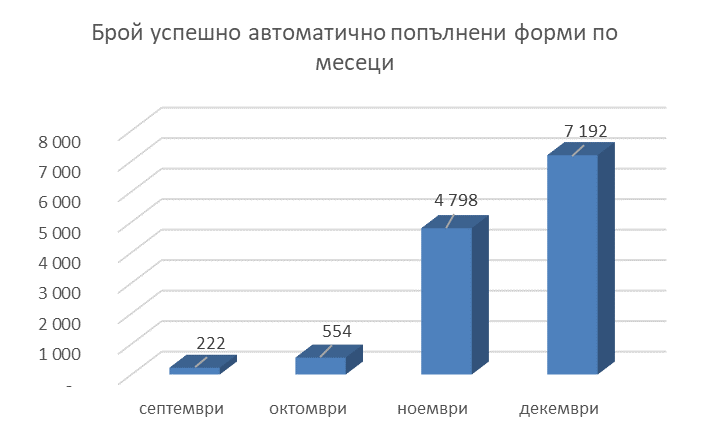 Брой успешно автоматично попълнени форми по
месеци
8 000
7 000
6 000
5 000
4 000
3 000
2 000
1 000
-
222
554
4 798
7 192
септември
октомври
ноември
декември